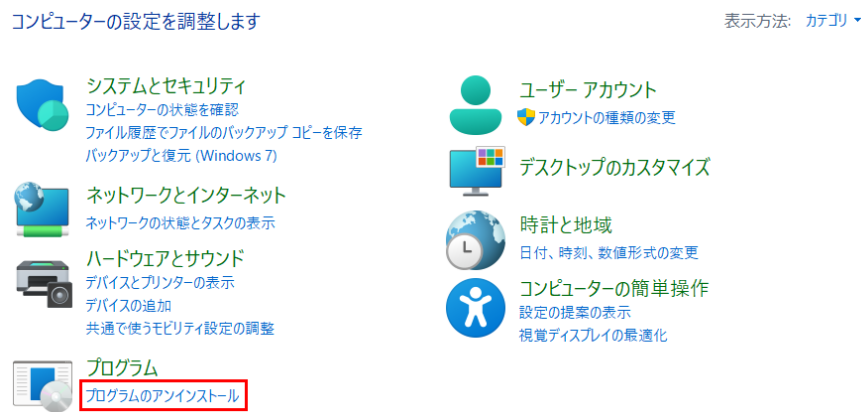 コンピューターの設定を調整します
表示方法: カテゴリ
システムとセキュリティ
コンピューターの状態を確認
ファイル履歴でファイルのバックアップ コピーを保存
バックアップと復元 (Windows 7)
ネットワークとインターネット
ネットワークの状態とタスクの表示
ハードウェアとサウンド
デバイスとプリンターの表示
デバイスの追加
共通で使うモビリティ設定の調整
プログラム
プログラムのアンインストール
ユーザー アカウント
アカウントの種類の変更
デスクトップのカスタマイズ
時計と地域
日付、時刻、数値形式の変更
コンピューターの簡単操作
設定の提案の表示
視覚ディスプレイの最適化